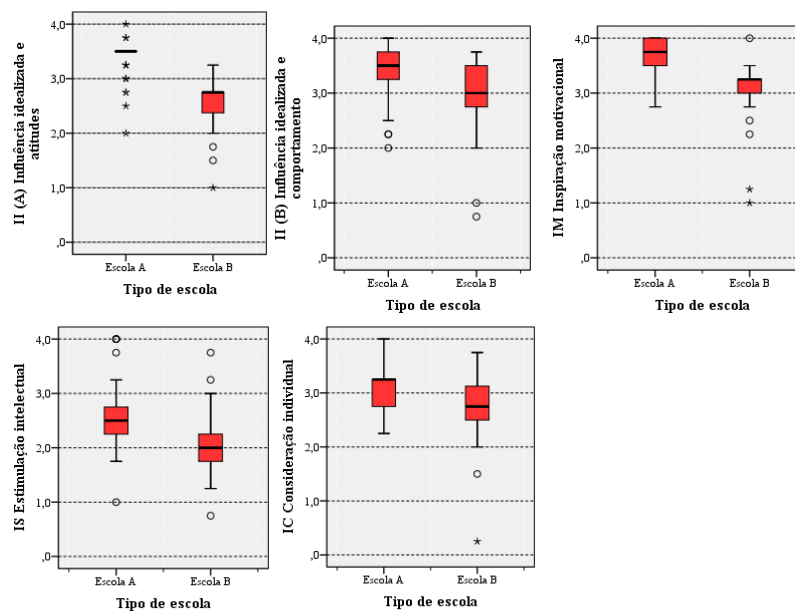 II (A) Influência idealizada e
atitudes
4,0
3,0
2,0
1,0
,0
Escola A
Escola B
Tipo de escola
II (B) Influência idealizada e
comportamento
4,0
3,0
2,0
1,0
,0
Escola A
Escola B
Tipo de escola
IM Inspiração motivacional
4,0
3,0
2,0
1,0
,0
Escola A
Escola B
Tipo de escola
IS Estimulação intelectual
4,0
3,0
2,0
1,0
,0
Escola A
Escola B
Tipo de escola
IC Consideração individual
4,0
3,0
2,0
1,0
,0
Escola A
Escola B
Tipo de escola